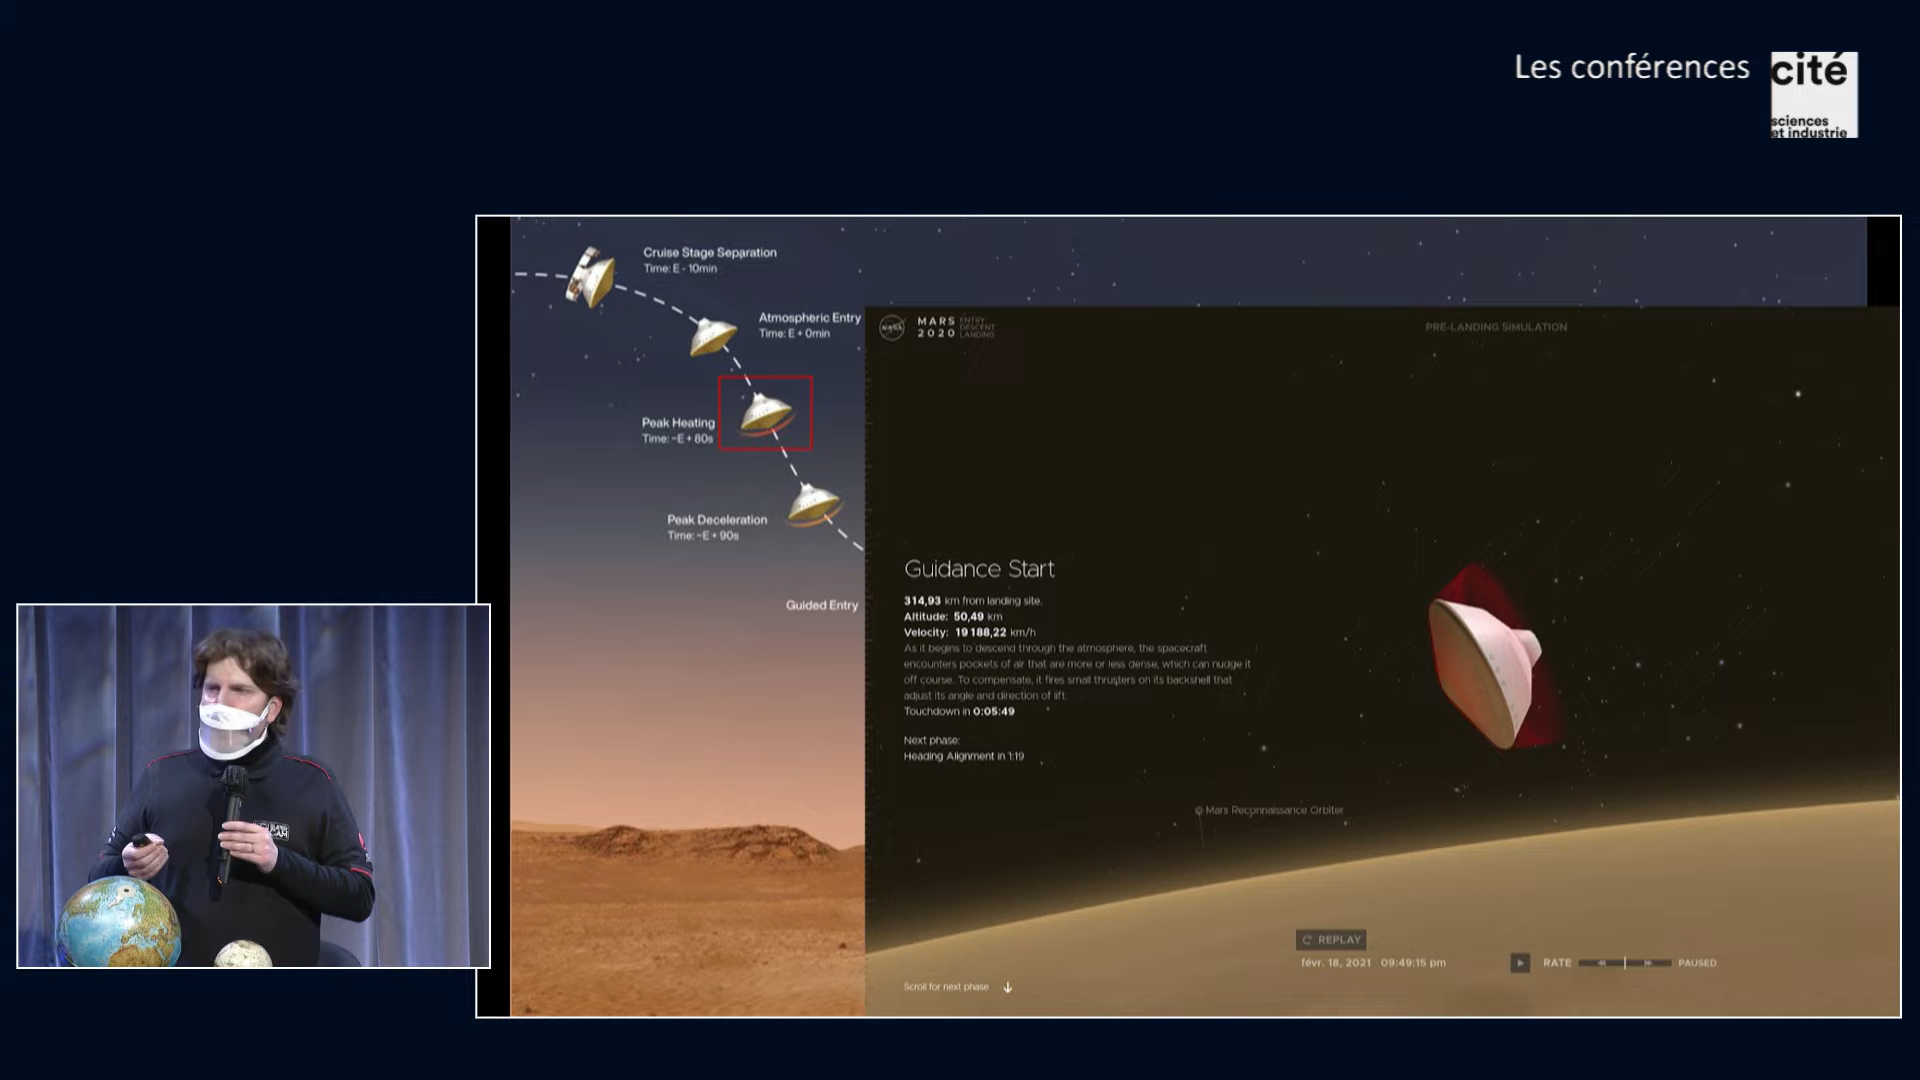 Les conférences
cité
sciences
et industrie
Cruise Stage Separation
Time: E - 10min
Atmospheric Entry
Time: E + 0min
Peak Heating
Time: ~E + 80s
Peak Deceleration
Time: ~E + 90s
Guided Entry
NASA
MARS
2020
ENTRY
DESCENT
LANDING
PRE-LANDING SIMULATION
Guidance Start
314,93 km from landing site.
Altitude: 50,49 km
Velocity: 19 188,22 km/h
As it begins to descend through the atmosphere, the spacecraft
encounters pockets of air that are more or less dense, which can nudge it
off course. To compensate, it fires small thrusters on its backshell that
adjust its angle and direction of lift.
Touchdown in 0:05:49
Next phase:
Heading Alignment in 1:19
Mars Reconnaissance Orbiter
REPLAY
févr. 18, 2021 09:49:15 pm
RATE
PAUSED
Scroll for next phase